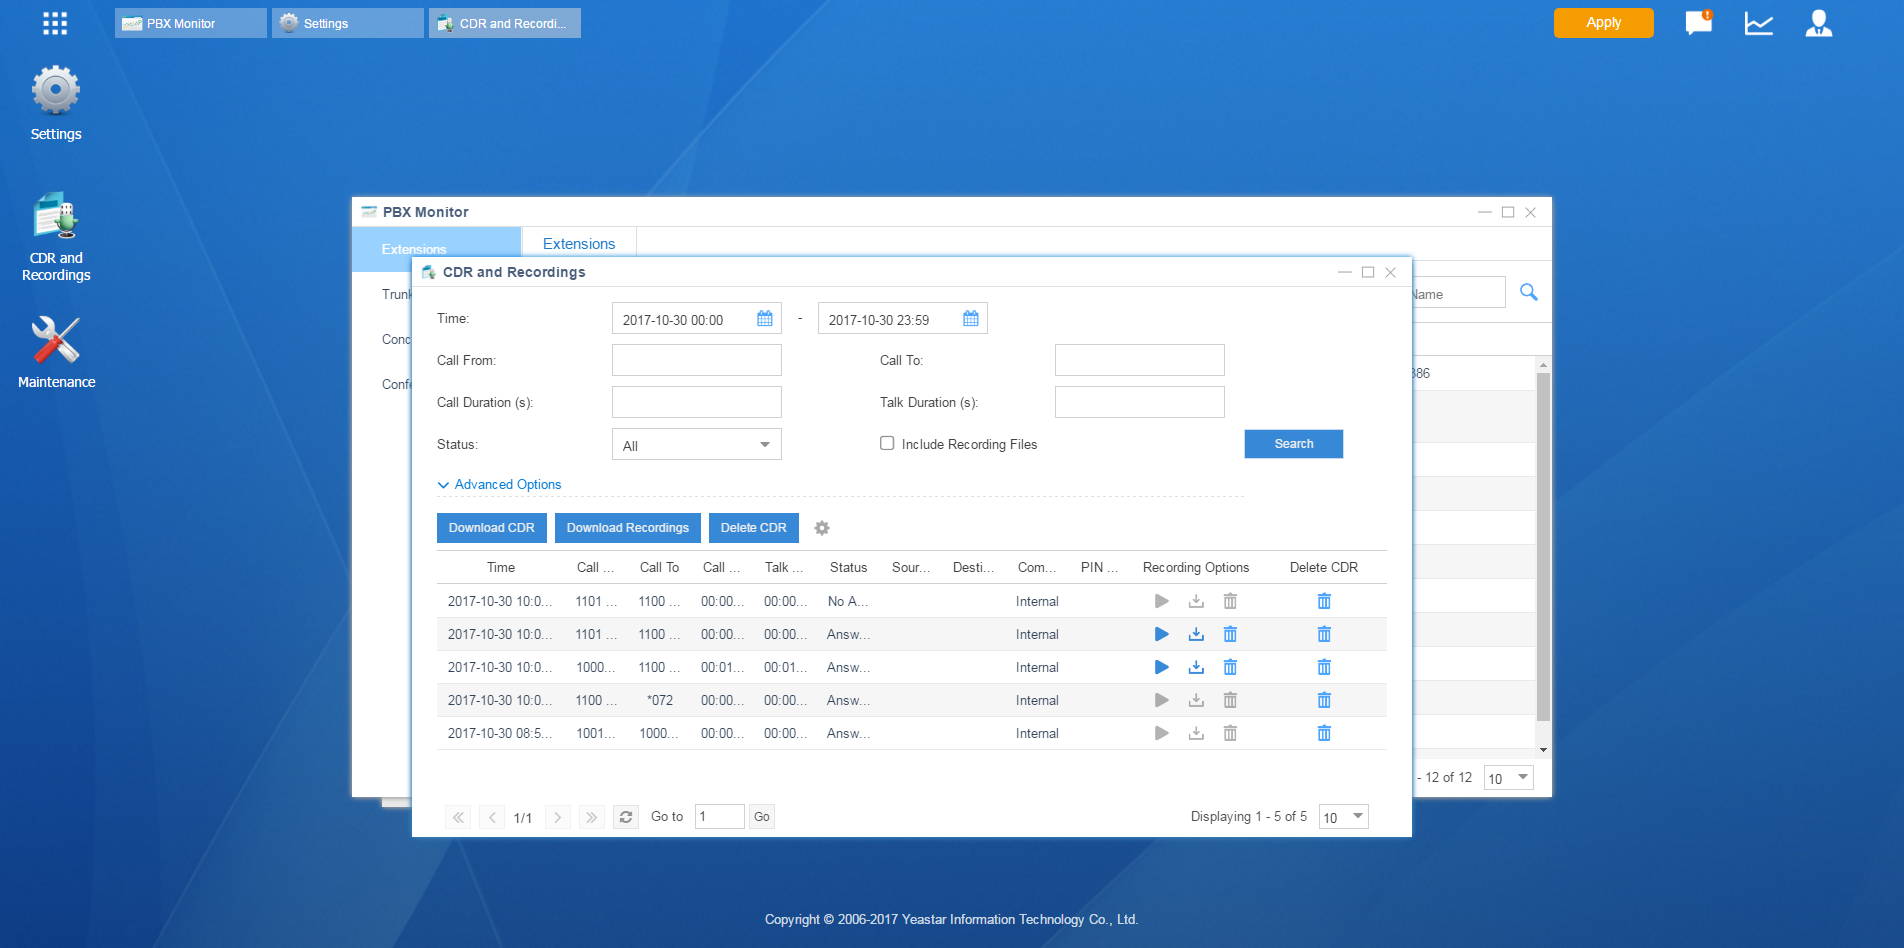 PBX Monitor
Settings
CDR and Recordi...
Apply
Settings
CDR and
Recordings
Maintenance
PBX Monitor
Extensions
Extensions
Name
CDR and Recordings
Time:
2017-10-30 00:00
-
2017-10-30 23:59
Call From:
Call To:
Call Duration (s):
Talk Duration (s):
Status:
All
Include Recording Files
Search
Advanced Options
Download CDR
Download Recordings
Delete CDR
Time Call ... Call To Call ... Talk ... Status Sour... Desti... Com... PIN ... Recording Options Delete CDR
2017-10-30 10:0... 1101 ... 1100 ... 00:00... 00:00... No A... Internal
2017-10-30 10:0... 1101 ... 1100 ... 00:00... 00:00... Answ... Internal
2017-10-30 10:0... 1000... 1100 ... 00:01... 00:01... Answ... Internal
2017-10-30 10:0... 1100 ... *072 00:00... 00:00... Answ... Internal
2017-10-30 08:5... 1001... 1000... 00:00... 00:00... Answ... Internal
1/1
Go to
1
Go
Displaying 1 - 5 of 5
10
- 12 of 12
10
Copyright © 2006-2017 Yeastar Information Technology Co., Ltd.